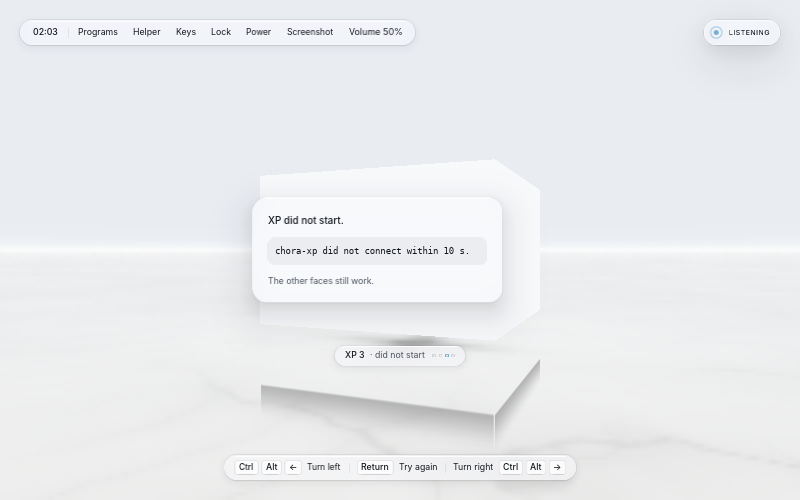 02:03 Programs Helper Keys Lock Power Screenshot Volume 50%
LISTENING
XP did not start.
chora-xp did not connect within 10 s.
The other faces still work.
XP 3 · did not start
Ctrl Alt ← Turn left Return Try again Turn right Ctrl Alt →